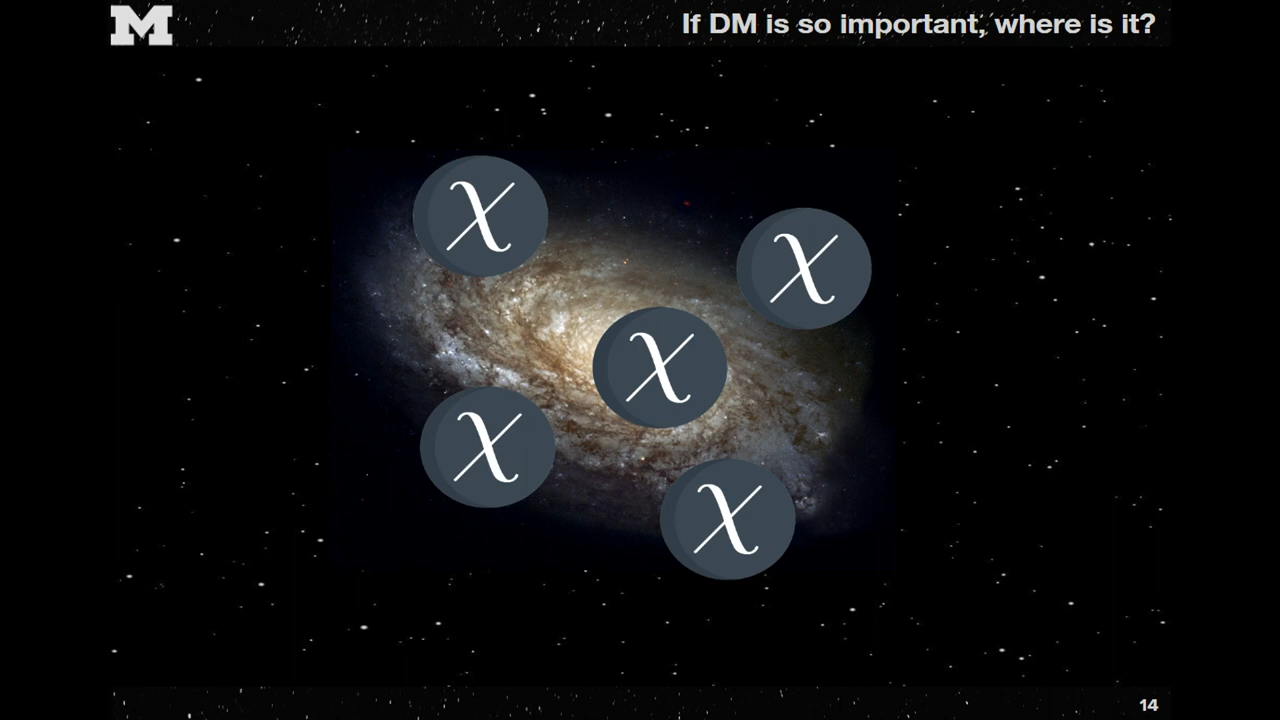 M
If DM is so important, where is it?
χ
χ
χ
χ
χ
14